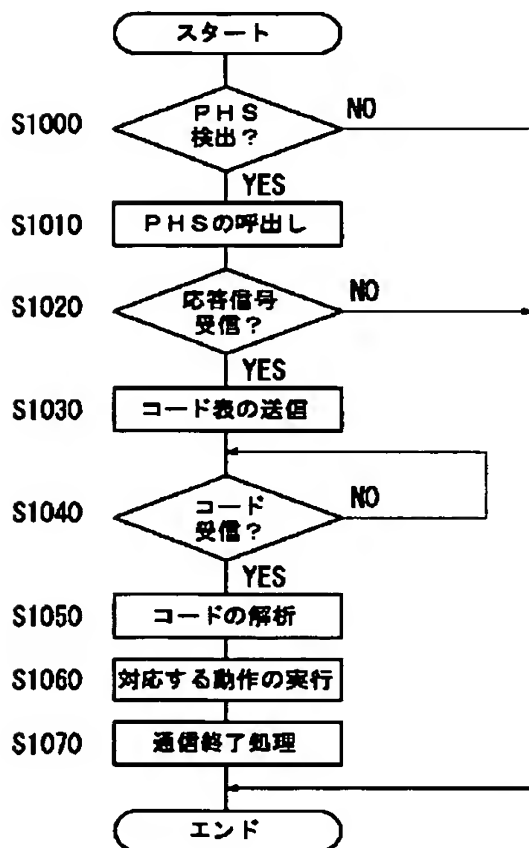 スタート
S1000
PHS
検出？
NO
YES
S1010
PHSの呼出し
S1020
応答信号
受信？
NO
YES
S1030
コード表の送信
S1040
コード
受信？
NO
YES
S1050
コードの解析
S1060
対応する動作の実行
S1070
通信終了処理
エンド